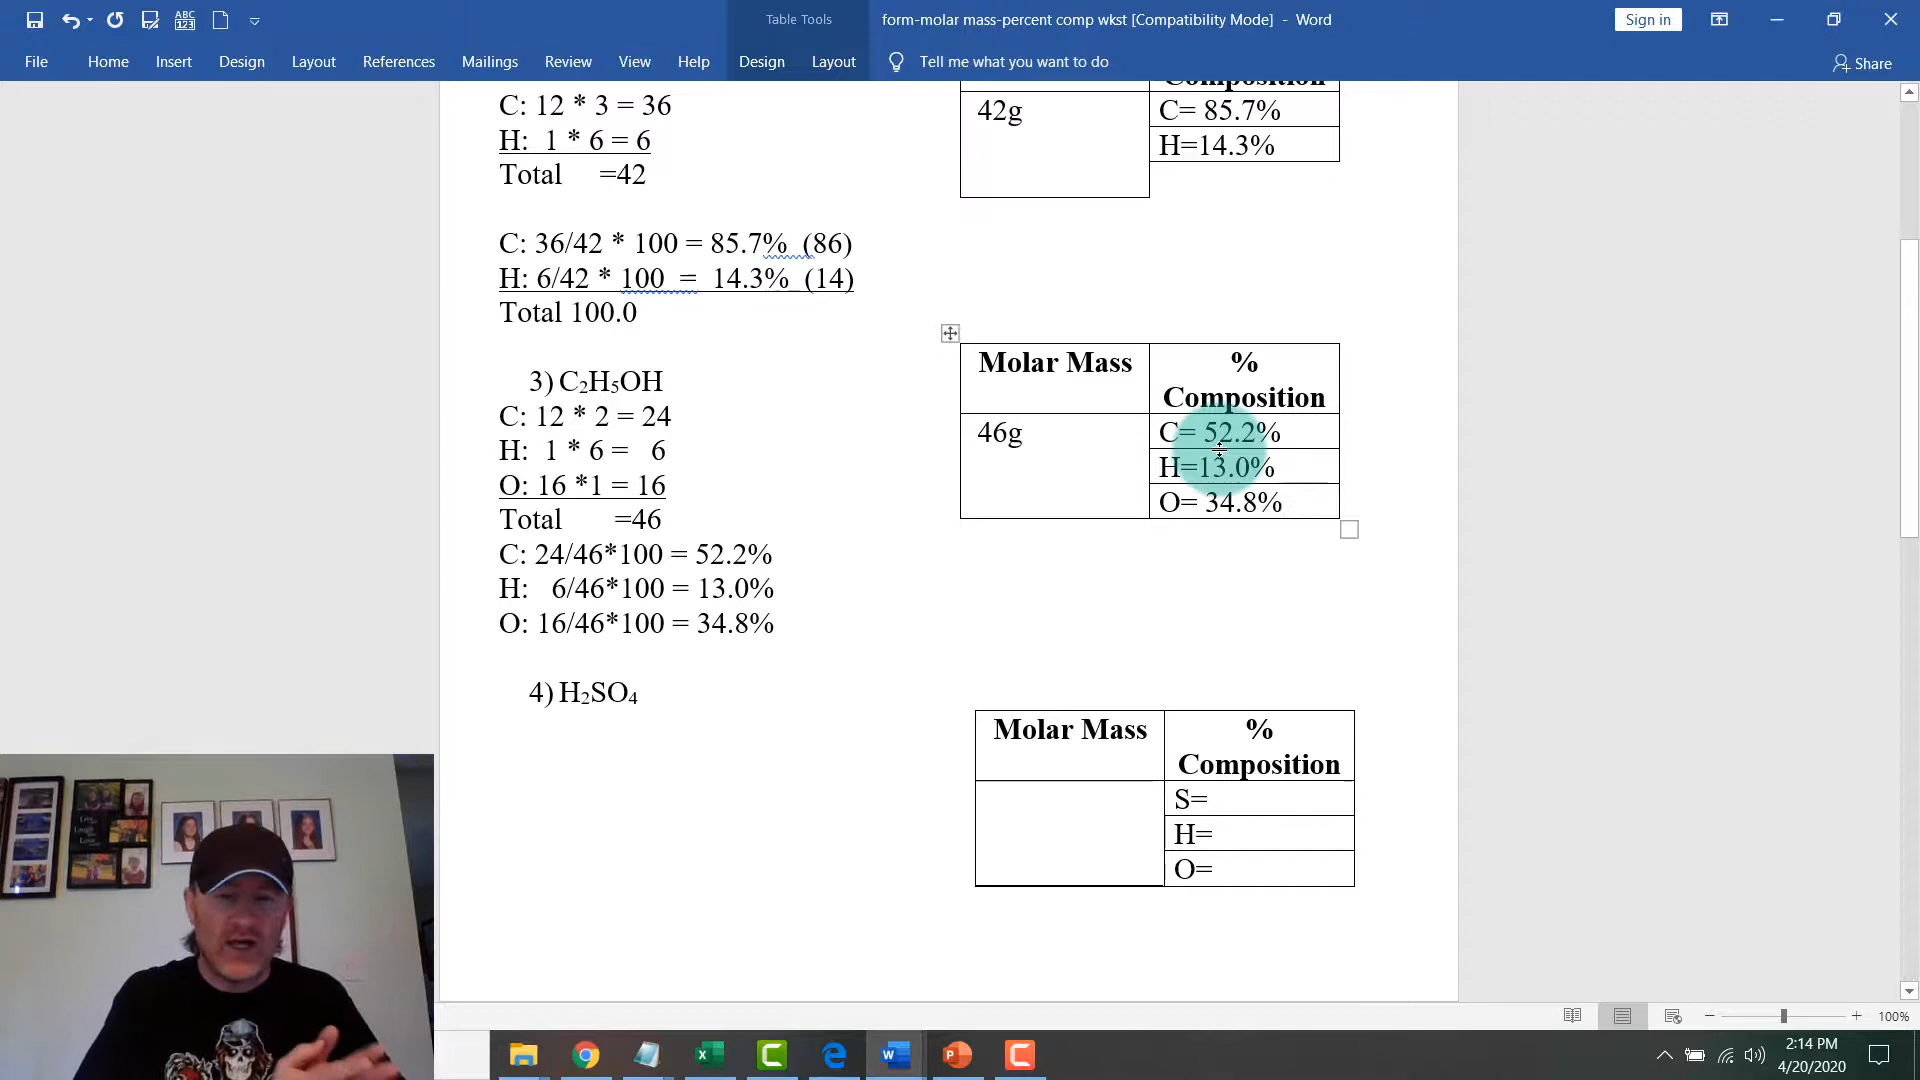 ABC
123
Table Tools
form-molar mass-percent comp wkst [Compatibility Mode] - Word
Sign in
File
Home
Insert
Design
Layout
References
Mailings
Review
View
Help
Design
Layout
Tell me what you want to do
Share
C: 12 * 3 = 36
H: 1 * 6 = 6
Total =42
C: 36/42 * 100 = 85.7% (86)
H: 6/42 * 100 = 14.3% (14)
Total 100.0
Composition
42g
C= 85.7%
H=14.3%
3) C₂H₅OH
C: 12 * 2 = 24
H: 1 * 6 = 6
O: 16 *1 = 16
Total =46
C: 24/46*100 = 52.2%
H: 6/46*100 = 13.0%
O: 16/46*100 = 34.8%
Molar Mass
%
Composition
46g
C= 52.2%
H=13.0%
O= 34.8%
4) H₂SO₄
Molar Mass
%
Composition
S=
H=
O=
100%
2:14 PM
4/20/2020